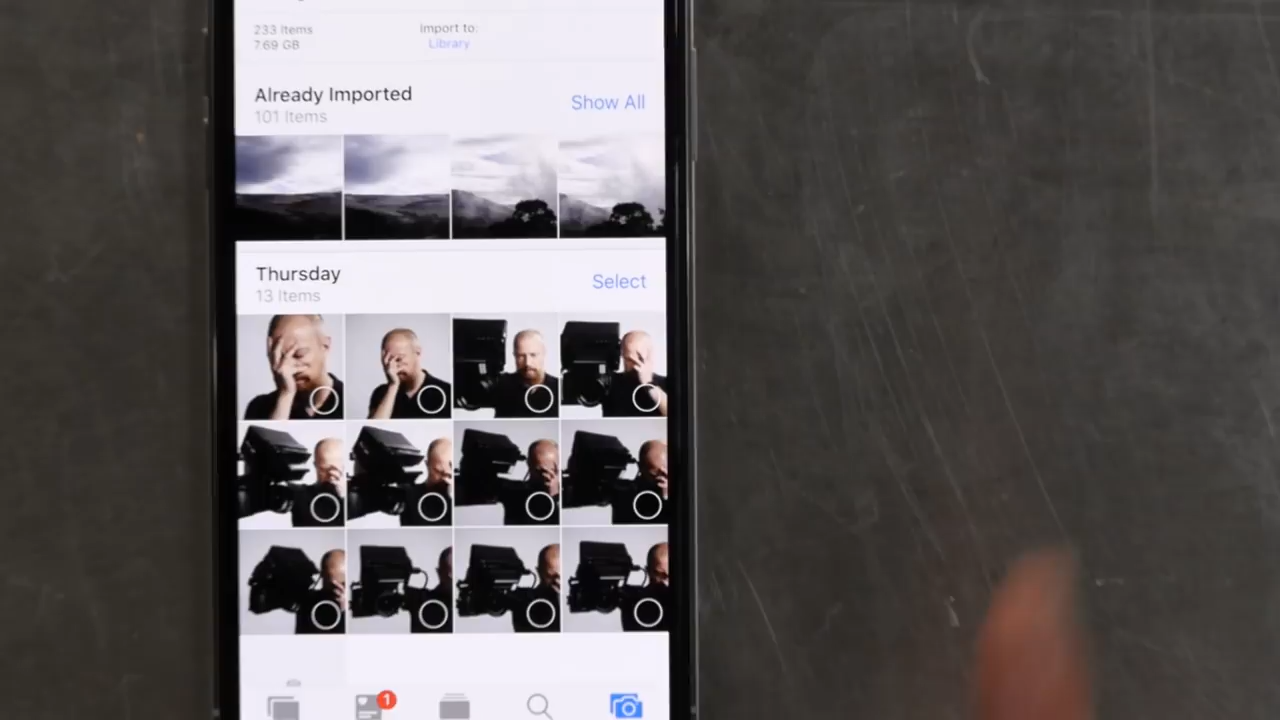 233 Items
7.69 GB
Import to:
Library
Already Imported
101 Items
Show All
Thursday
13 Items
Select
1